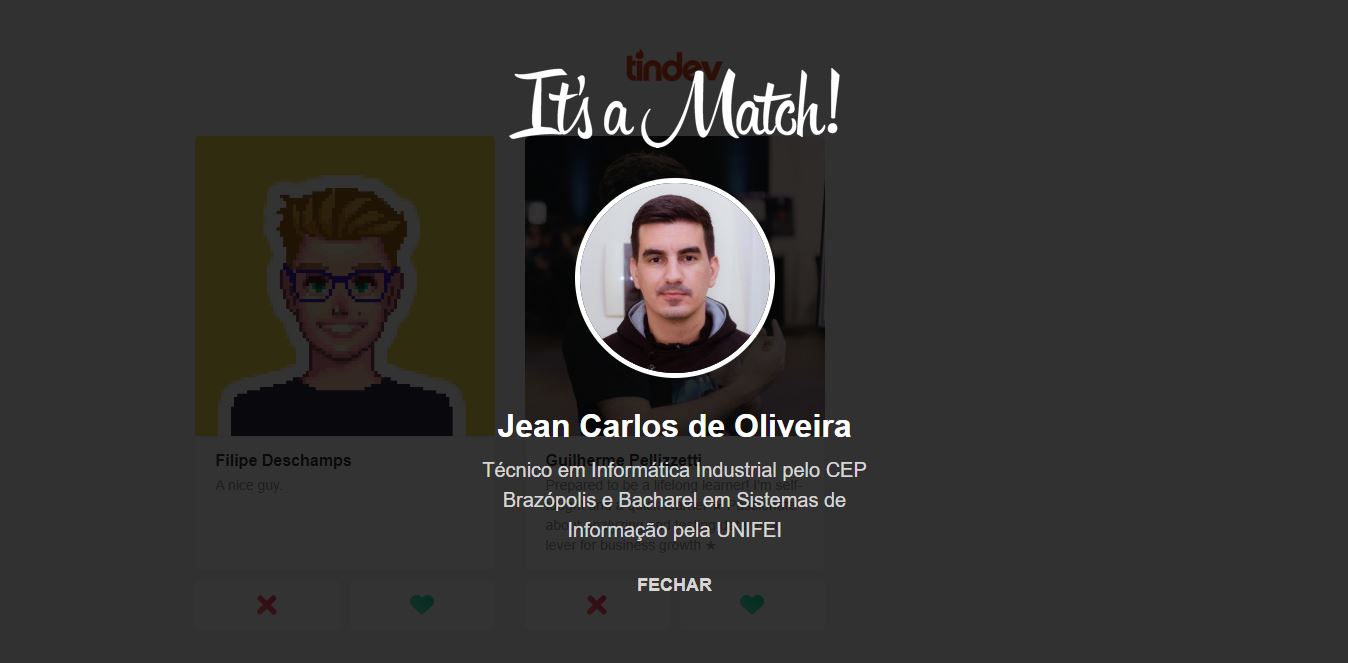 tindev
It's a Match!
Jean Carlos de Oliveira
Técnico em Informática Industrial pelo CEP
Brazópolis e Bacharel em Sistemas de
Informação pela UNIFEI
FECHAR
Filipe Deschamps
A nice guy.
Guilherme Pellizzetti
Prepared to be a lifelong learner! I'm self-
lever for business growth ★